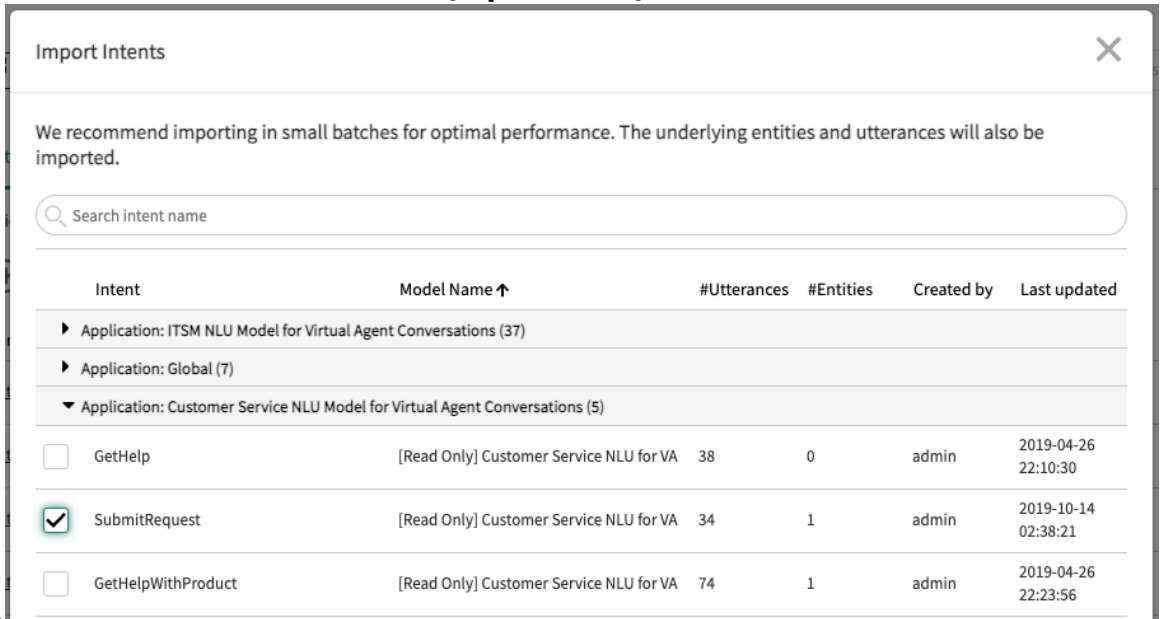 Import Intents
We recommend importing in small batches for optimal performance. The underlying entities and utterances will also be
imported.
Search intent name
Intent Model Name #Utterances #Entities Created by Last updated
Application: ITSM NLU Model for Virtual Agent Conversations (37)
Application: Global (7)
Application: Customer Service NLU Model for Virtual Agent Conversations (5)
GetHelp [Read Only] Customer Service NLU for VA 38 0 admin 2019-04-26
22:10:30
SubmitRequest [Read Only] Customer Service NLU for VA 34 1 admin 2019-10-14
02:38:21
GetHelpWithProduct [Read Only] Customer Service NLU for VA 74 1 admin 2019-04-26
22:23:56